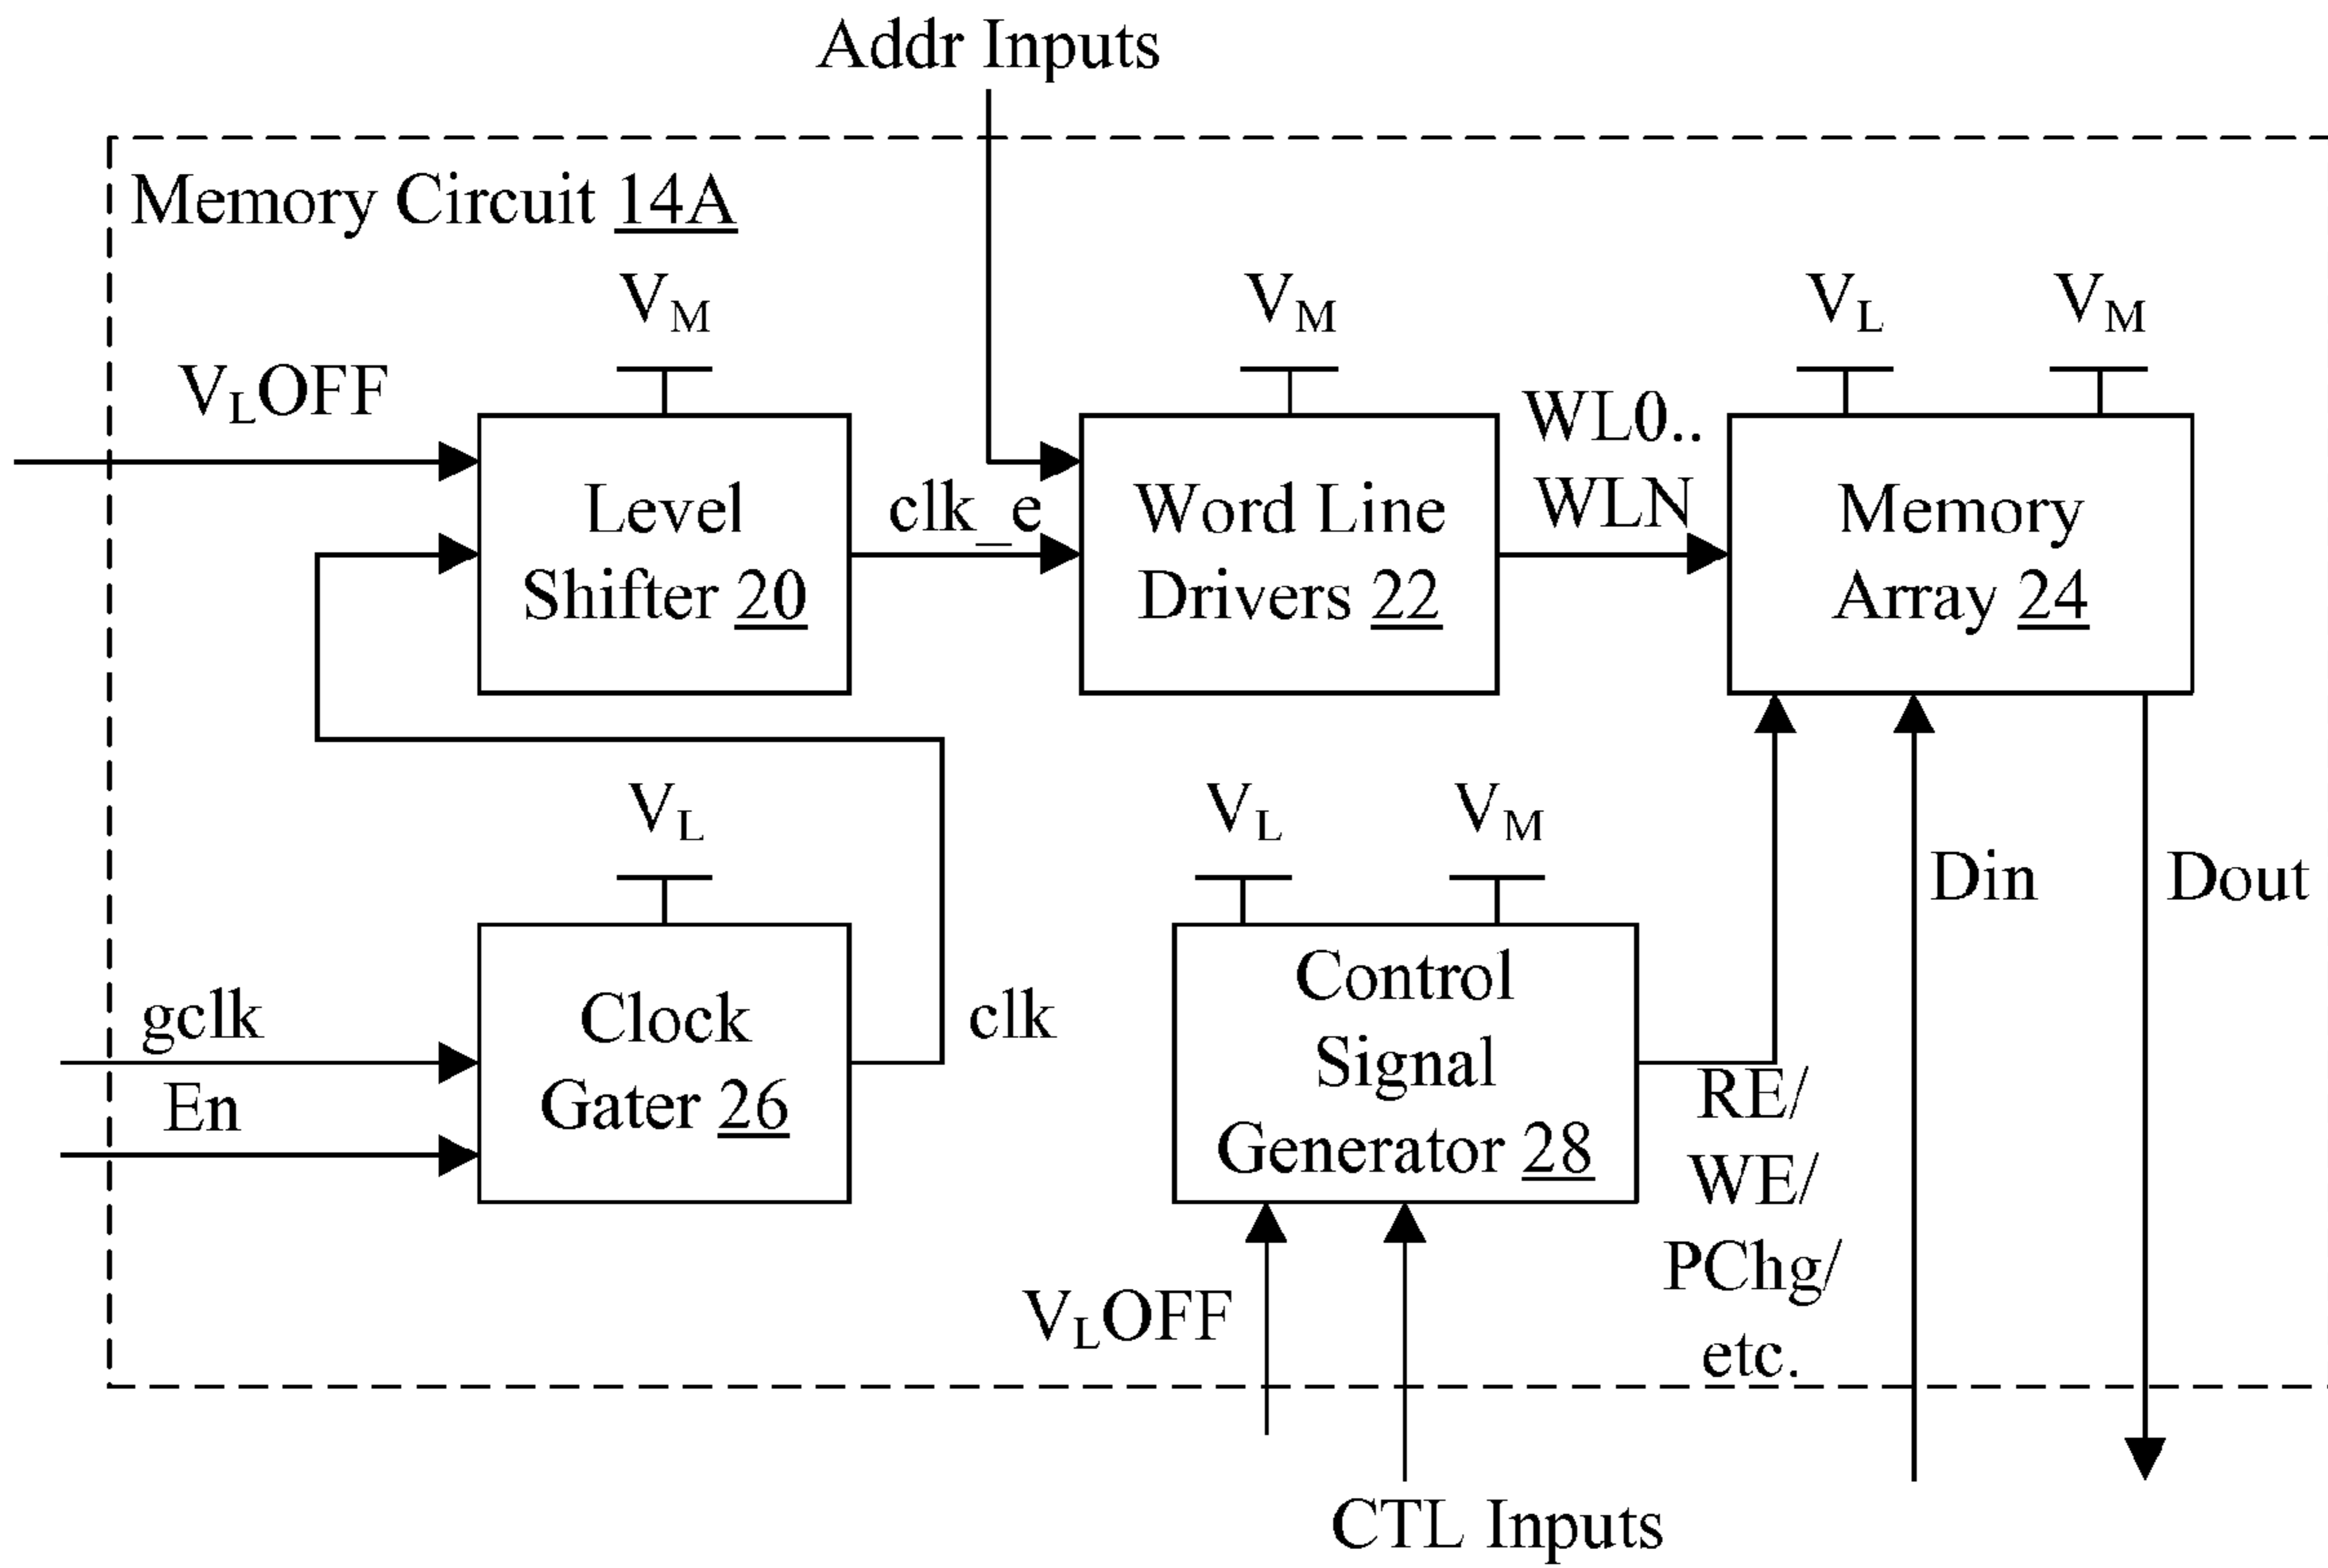 Addr Inputs
Memory Circuit 14A
VM
VM
VL
VM
VLOFF
Level
Shifter 20
clk_e
Word Line
Drivers 22
WL0..
WLN
Memory
Array 24
VL
VL
VM
gclk
En
Clock
Gater 26
clk
Control
Signal
Generator 28
RE/
WE/
PChg/
etc.
Din
Dout
VLOFF
CTL Inputs